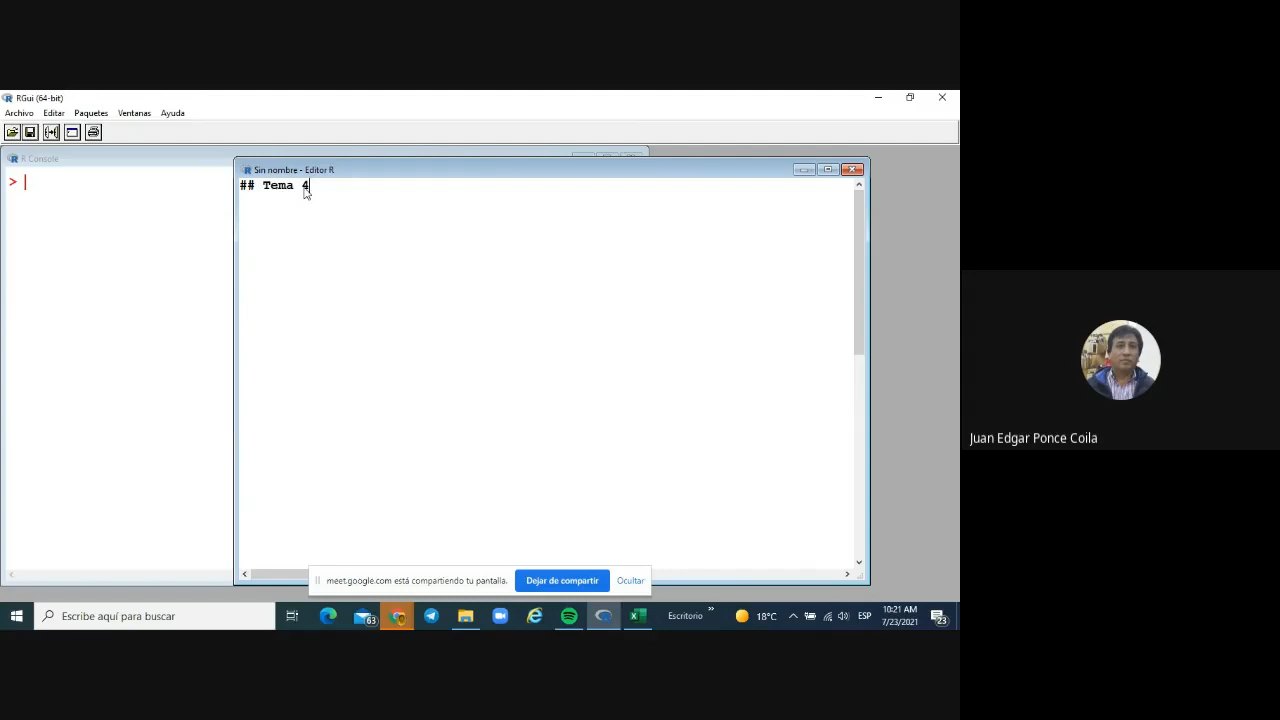 RGui (64-bit)
Archivo Editar Paquetes Ventanas Ayuda
R Console
Sin nombre - Editor R
>
## Tema 4
Juan Edgar Ponce Coila
meet.google.com está compartiendo tu pantalla.
Dejar de compartir
Ocultar
Escribe aquí para buscar
63
Escritorio
»
18°C
ESP
10:21 AM
7/23/2021
23